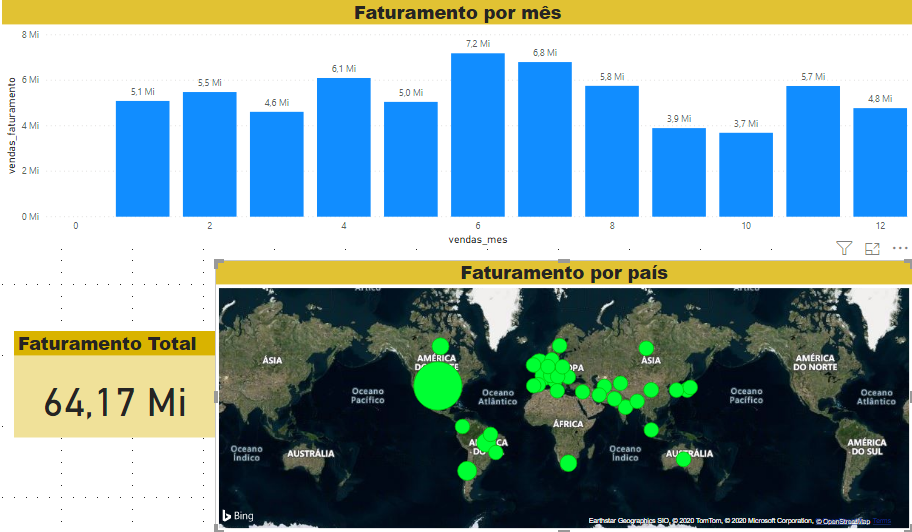 Faturamento por mês
8 Mi
6 Mi
4 Mi
2 Mi
0 Mi
vendas_faturamento
5,1 Mi
5,5 Mi
4,6 Mi
6,1 Mi
5,0 Mi
7,2 Mi
6,8 Mi
5,8 Mi
3,9 Mi
3,7 Mi
5,7 Mi
4,8 Mi
0 2 4 6 8 10 12
vendas_mes
Faturamento por país
Faturamento Total
64,17 Mi
Ártico
Ártico
ÁSIA
AMÉRICA
ÁSIA
AMÉRICA
DO NORTE
Oceano
Pacífico
Oceano
Atlântico
Oceano
Pacífico
Oceano
Atlântico
ÁFRICA
Oceano
Índico
AUSTRÁLIA
Oceano
Índico
AMÉRICA
DO SUL
Bing
Earthstar Geographics SIO, © 2020 TomTom, © 2020 Microsoft Corporation, © OpenStreetMap Terms